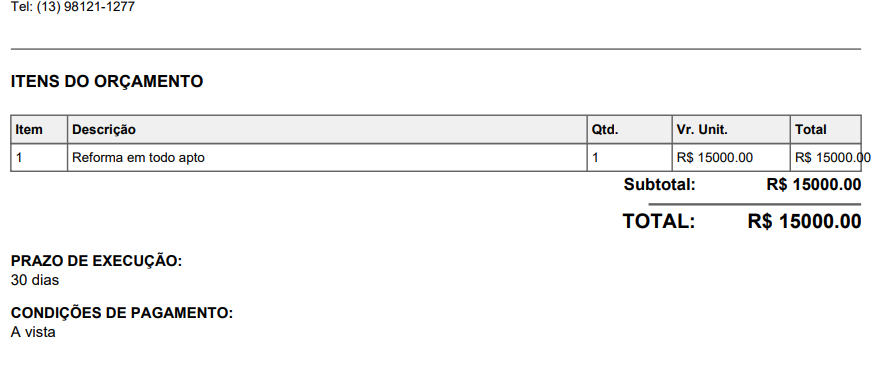 Tel: (13) 98121-1277
ITENS DO ORÇAMENTO
Item Descrição Qtd. Vr. Unit. Total
1 Reforma em todo apto 1 R$ 15000.00 R$ 15000.00
Subtotal: R$ 15000.00
TOTAL: R$ 15000.00
PRAZO DE EXECUÇÃO:
30 dias
CONDIÇÕES DE PAGAMENTO:
A vista